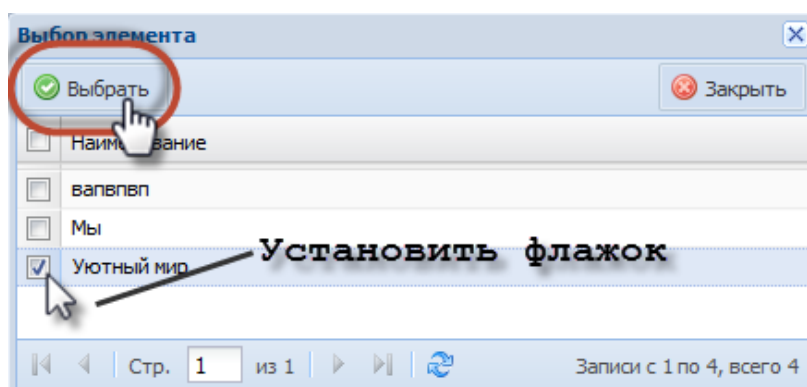 Выбор элемента
Выбрать Закрыть
Наименование
вапвпвп
Мы
Уютный мир
Установить флажок
Стр. 1 из 1 Записи с 1 по 4, всего 4